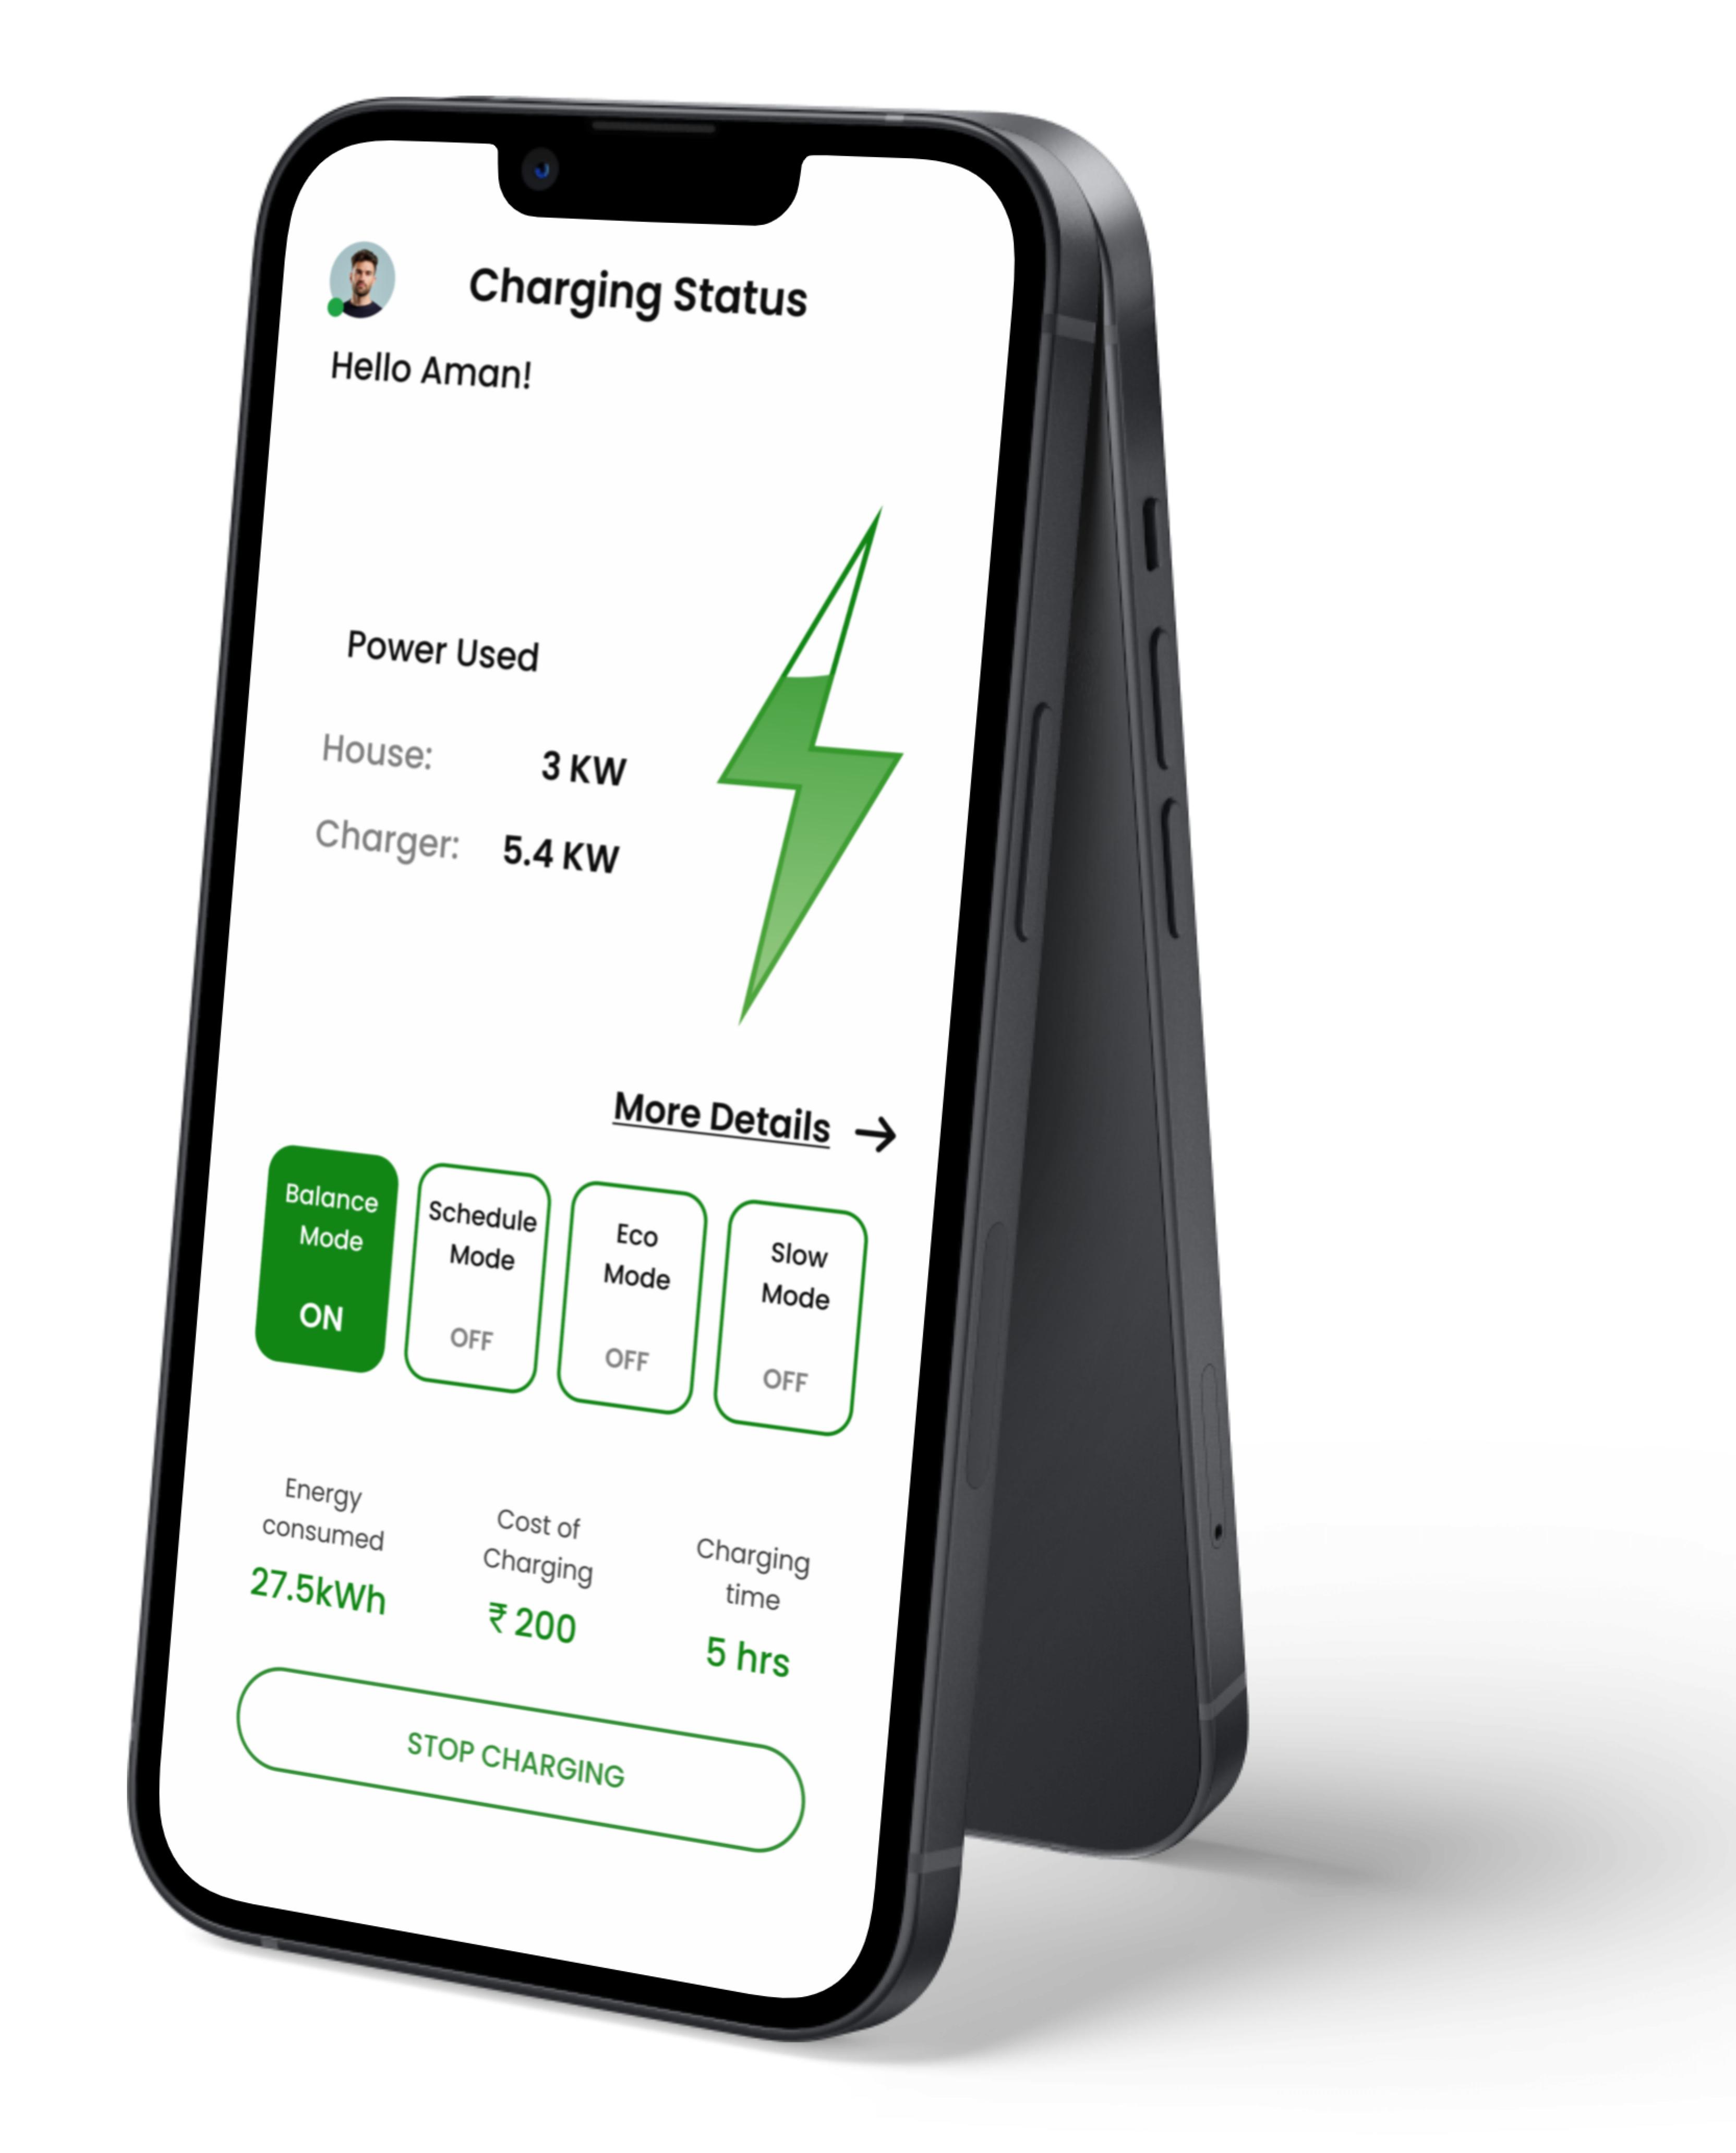 Charging Status
Hello Aman!
Power Used
House: 3 KW
Charger: 5.4 KW
More Details →
Balance
Mode
ON
Schedule
Mode
OFF
Eco
Mode
OFF
Slow
Mode
OFF
Energy
consumed
27.5kWh
Cost of
Charging
₹ 200
Charging
time
5 hrs
STOP CHARGING